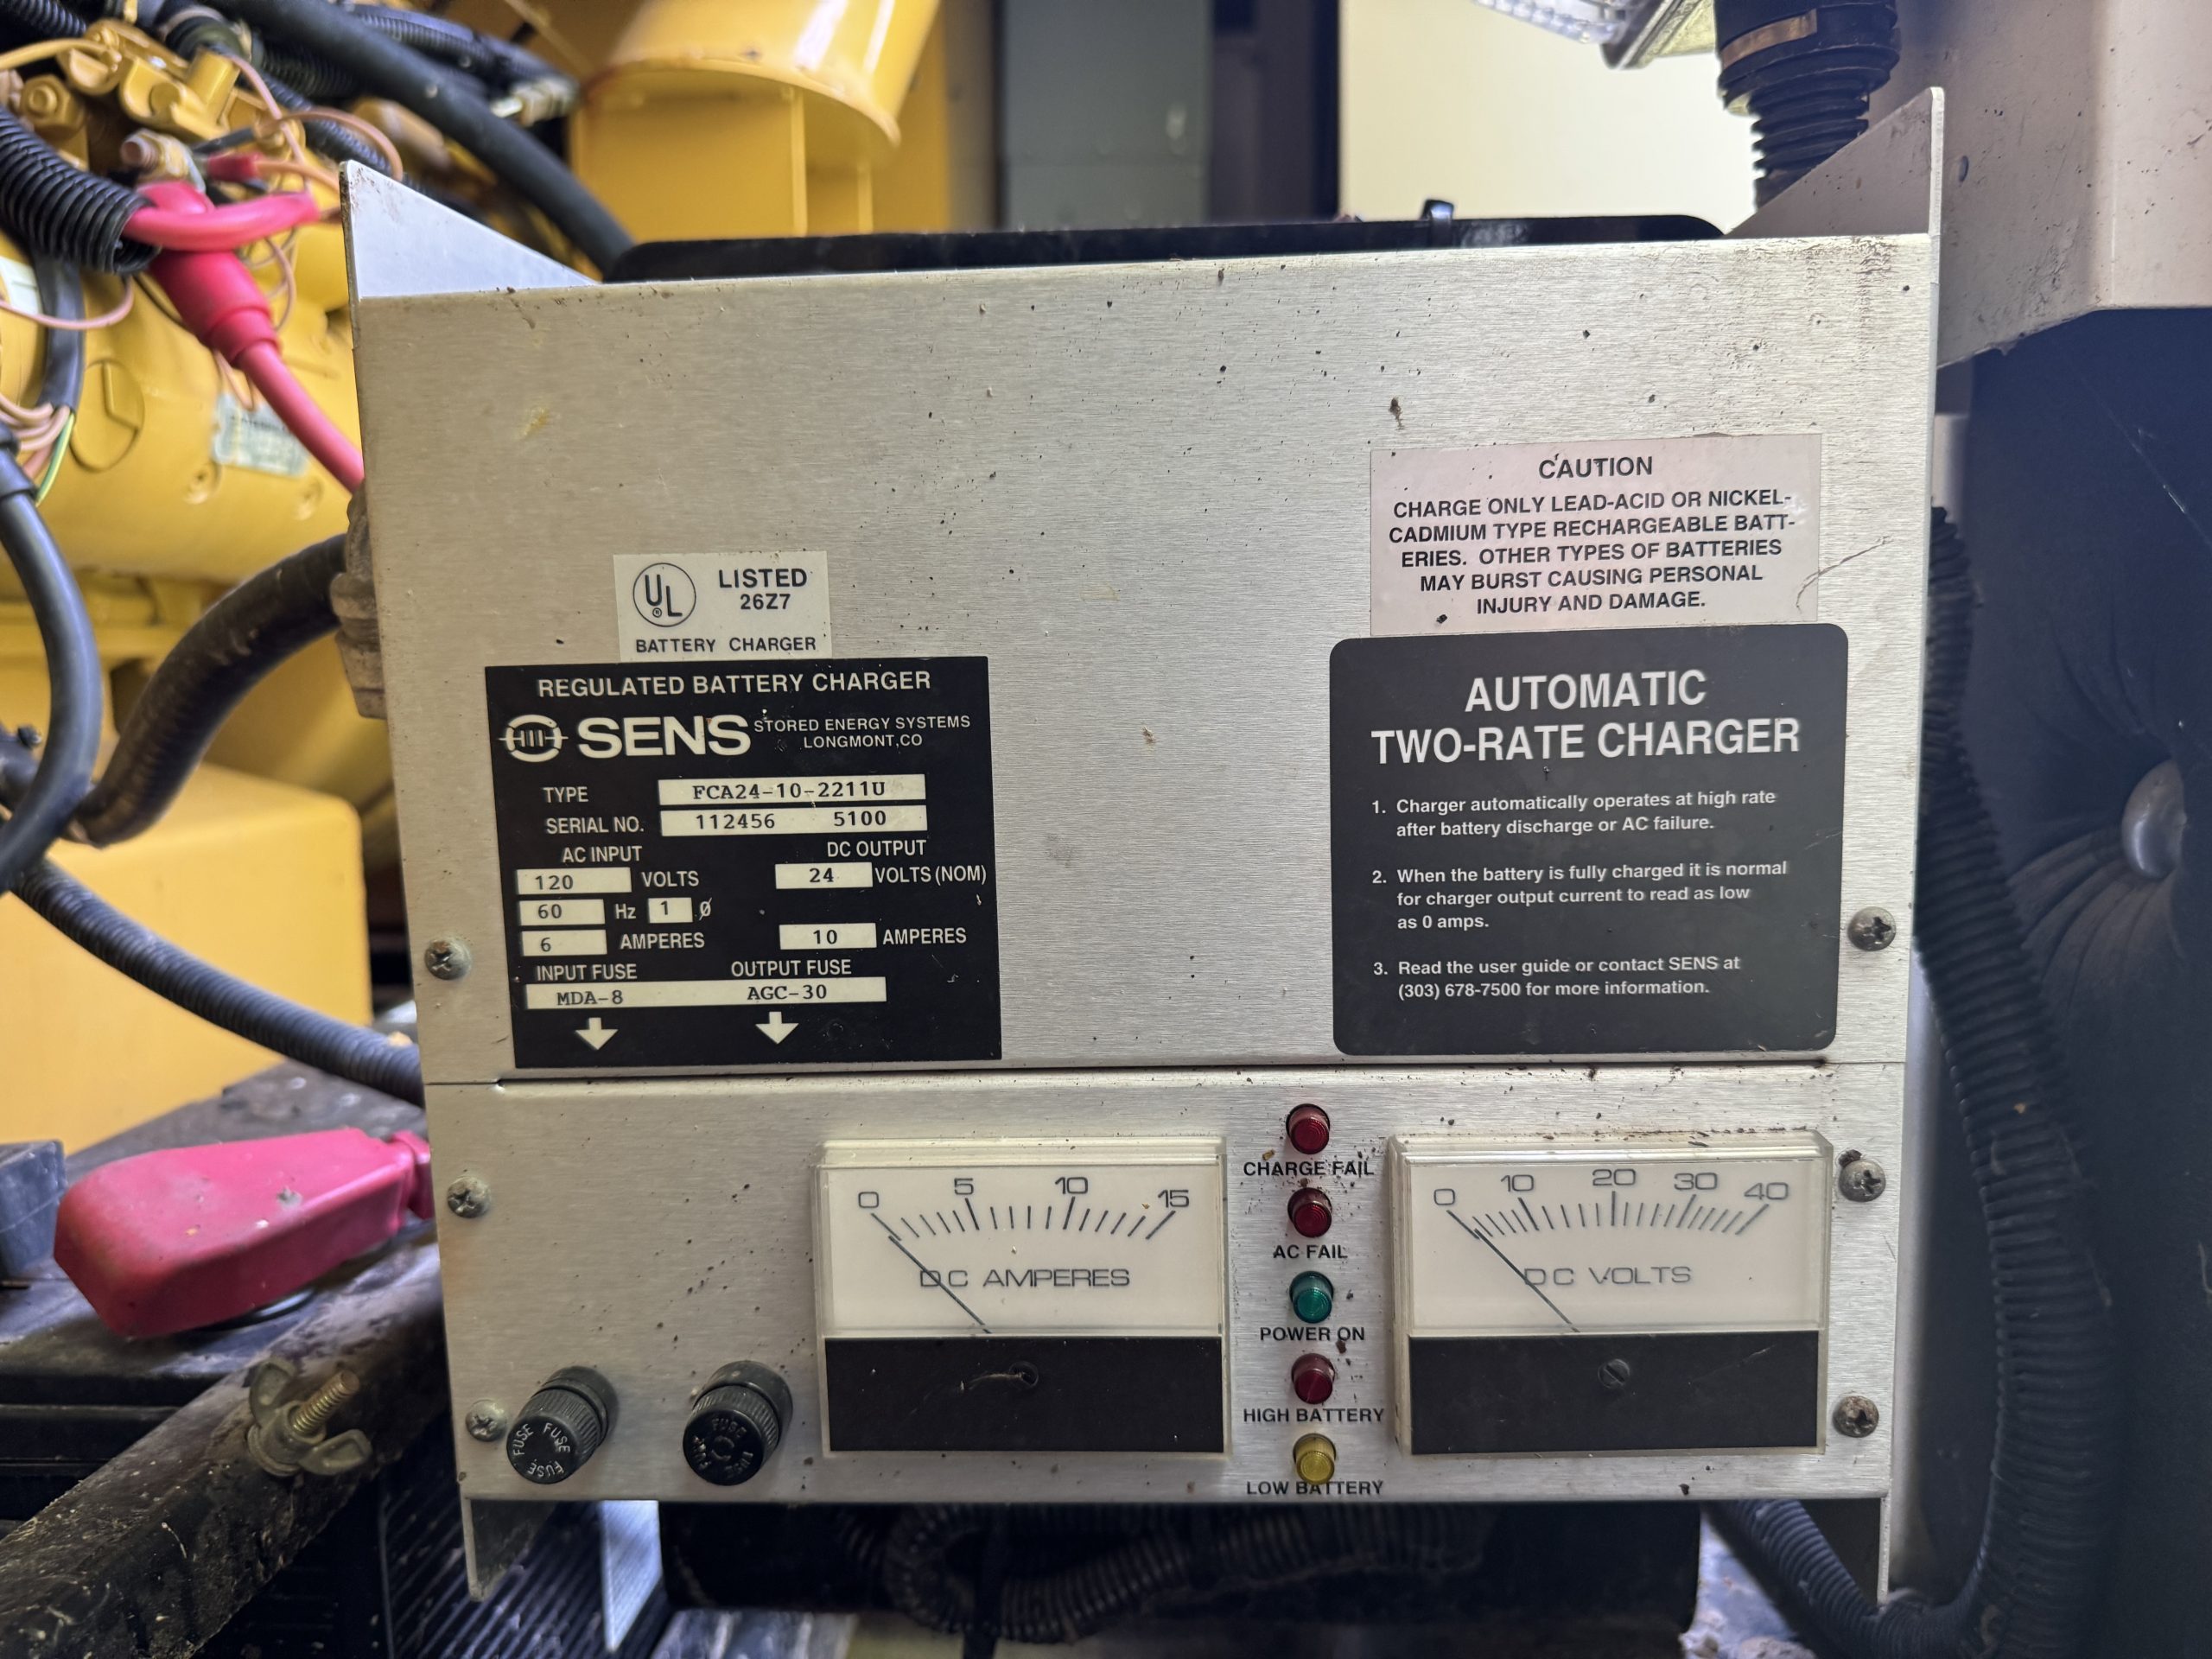 CAUTION
CHARGE ONLY LEAD-ACID OR NICKEL-
CADMIUM TYPE RECHARGEABLE BATT-
ERIES. OTHER TYPES OF BATTERIES
MAY BURST CAUSING PERSONAL
INJURY AND DAMAGE.
UL® LISTED
26Z7
BATTERY CHARGER
REGULATED BATTERY CHARGER
SENS STORED ENERGY SYSTEMS
LONGMONT,CO
TYPE FCA24-10-2211U
SERIAL NO. 112456 5100
AC INPUT DC OUTPUT
120 VOLTS 24 VOLTS (NOM)
60 Hz 1 Ø
6 AMPERES 10 AMPERES
INPUT FUSE OUTPUT FUSE
MDA-8 AGC-30
AUTOMATIC
TWO-RATE CHARGER
1. Charger automatically operates at high rate
after battery discharge or AC failure.
2. When the battery is fully charged it is normal
for charger output current to read as low
as 0 amps.
3. Read the user guide or contact SENS at
(303) 678-7500 for more information.
0 5 10 15
DC AMPERES
CHARGE FAIL
AC FAIL
POWER ON
HIGH BATTERY
LOW BATTERY
0 10 20 30 40
DC VOLTS
FUSE FUSE FUSE
FUSE FUSE FUSE